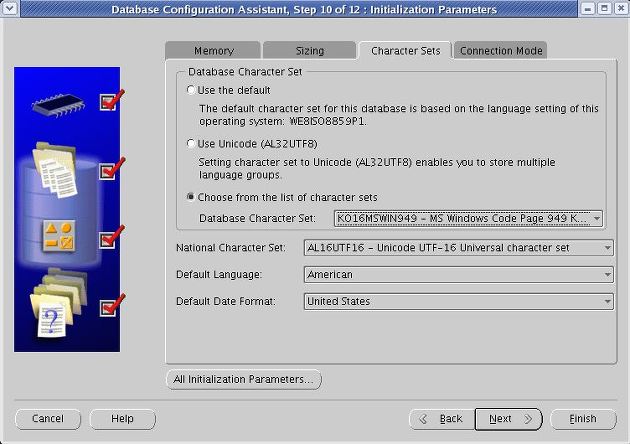 Database Configuration Assistant, Step 10 of 12 : Initialization Parameters
Memory
Sizing
Character Sets
Connection Mode
Database Character Set
Use the default
The default character set for this database is based on the language setting of this
operating system: WE8ISO8859P1.
Use Unicode (AL32UTF8)
Setting character set to Unicode (AL32UTF8) enables you to store multiple
language groups.
Choose from the list of character sets
Database Character Set: KO16MSWIN949 - MS Windows Code Page 949 K...
National Character Set: AL16UTF16 - Unicode UTF-16 Universal character set
Default Language: American
Default Date Format: United States
All Initialization Parameters...
Cancel
Help
Back
Next
Finish